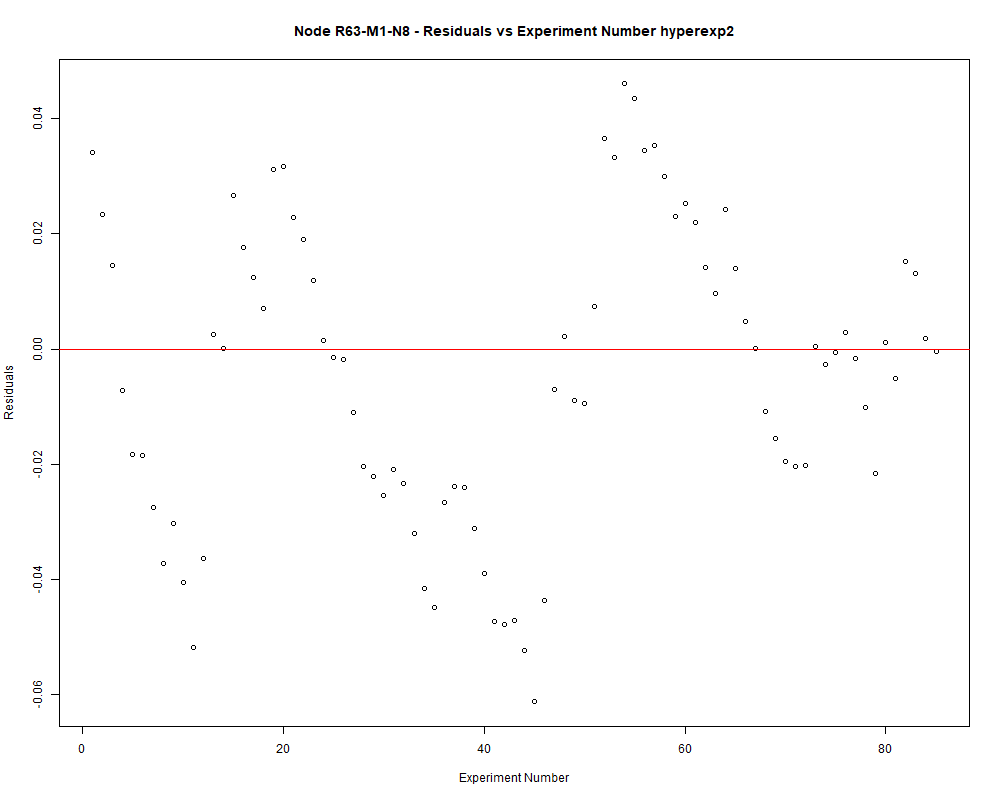 Node R63-M1-N8 - Residuals vs Experiment Number hyperexp2
0.04
0.02
0.00
-0.02
-0.04
-0.06
Residuals
0 20 40 60 80
Experiment Number